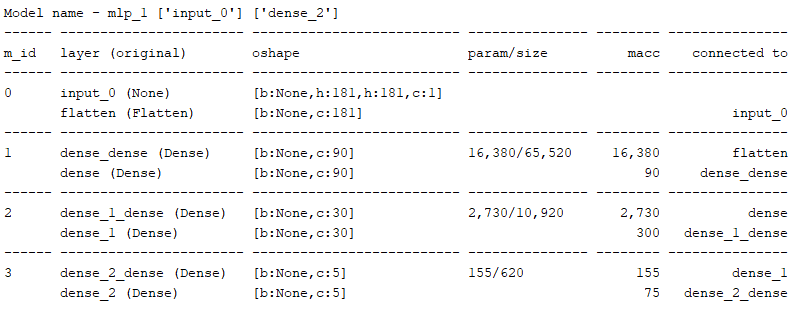 Model name - mlp_1 ['input_0'] ['dense_2']
------ ----------------------- -------------------------- --------------- -------- ---------------
m_id   layer (original)        oshape                     param/size          macc    connected to
------ ----------------------- -------------------------- --------------- -------- ---------------
0      input_0 (None)          [b:None,h:181,h:181,c:1]
       flatten (Flatten)       [b:None,c:181]                                              input_0
------ ----------------------- -------------------------- --------------- -------- ---------------
1      dense_dense (Dense)     [b:None,c:90]              16,380/65,520     16,380         flatten
       dense (Dense)           [b:None,c:90]                                    90     dense_dense
------ ----------------------- -------------------------- --------------- -------- ---------------
2      dense_1_dense (Dense)   [b:None,c:30]              2,730/10,920       2,730           dense
       dense_1 (Dense)         [b:None,c:30]                                   300   dense_1_dense
------ ----------------------- -------------------------- --------------- -------- ---------------
3      dense_2_dense (Dense)   [b:None,c:5]               155/620              155         dense_1
       dense_2 (Dense)         [b:None,c:5]                                     75   dense_2_dense